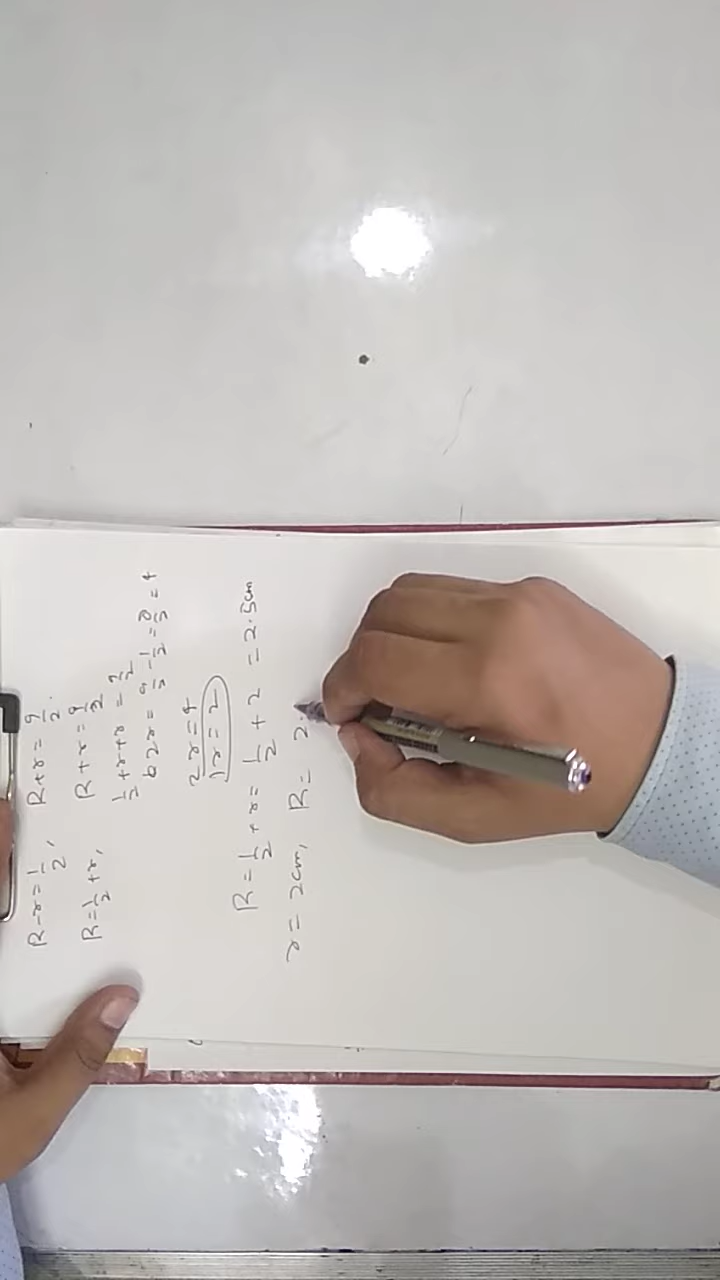 R-r=1/2, R+r=9/2.
R=1/2+r, R+r=9/2
1/2+r+r=9/2
2r=9/2-1/2=8/2=4
2r=4
r=2
R=1/2+r=1/2+2=2.5cm
r=2cm, R=2.